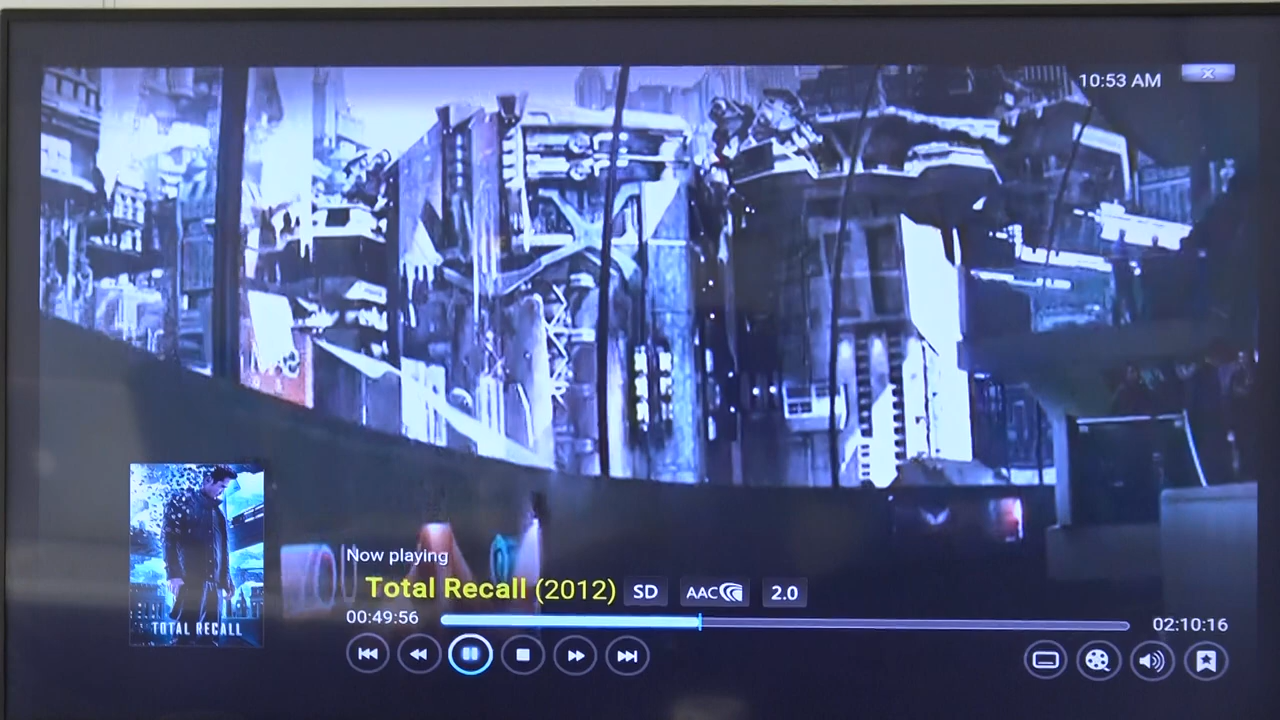 10:53 AM
TOTAL RECALL
Now playing
Total Recall (2012) SD AAC 2.0
00:49:56
02:10:16